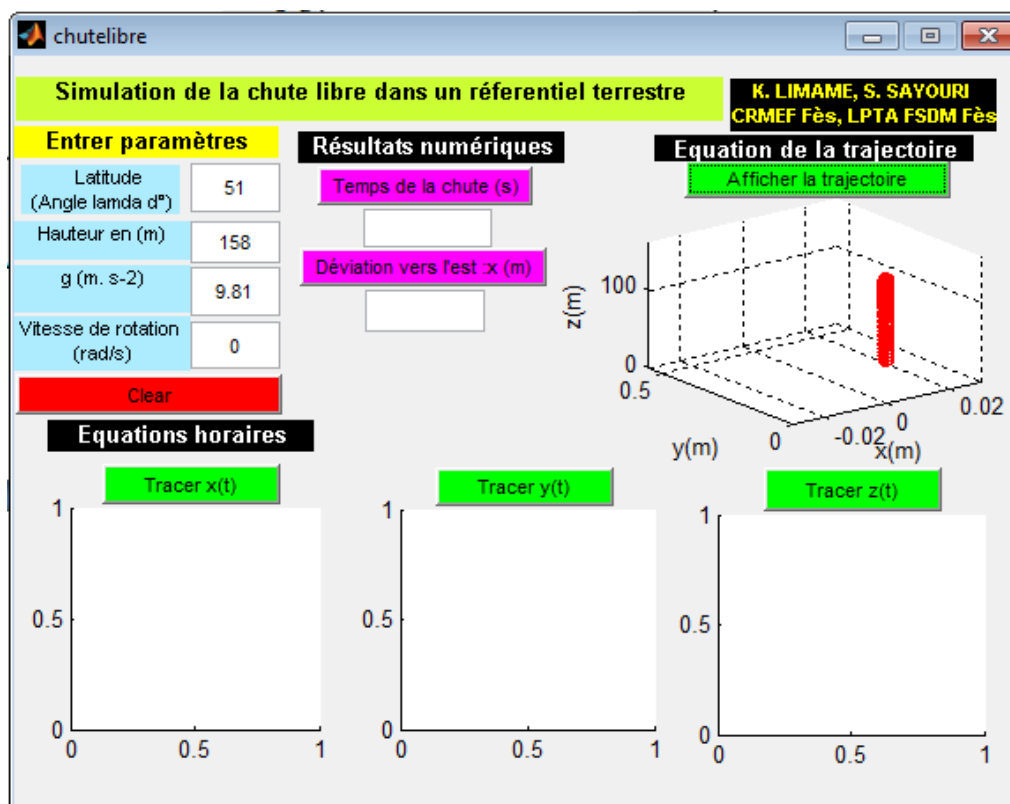 chutelibre
Simulation de la chute libre dans un réferentiel terrestre
K. LIMAME, S. SAYOURI
CRMEF Fès, LPTA FSDM Fès
Entrer paramètres
Latitude
(Angle lamda d°)
51
Hauteur en (m)
158
g (m. s-2)
9.81
Vitesse de rotation
(rad/s)
0
Clear
Résultats numériques
Temps de la chute (s)
Déviation vers l'est :x (m)
Equation de la trajectoire
Afficher la trajectoire
z(m)
100
0
0.5
y(m)
0
-0.02
0
0.02
x(m)
Equations horaires
Tracer x(t)
1
0.5
0
0
0.5
1
Tracer y(t)
1
0.5
0
0
0.5
1
Tracer z(t)
1
0.5
0
0
0.5
1